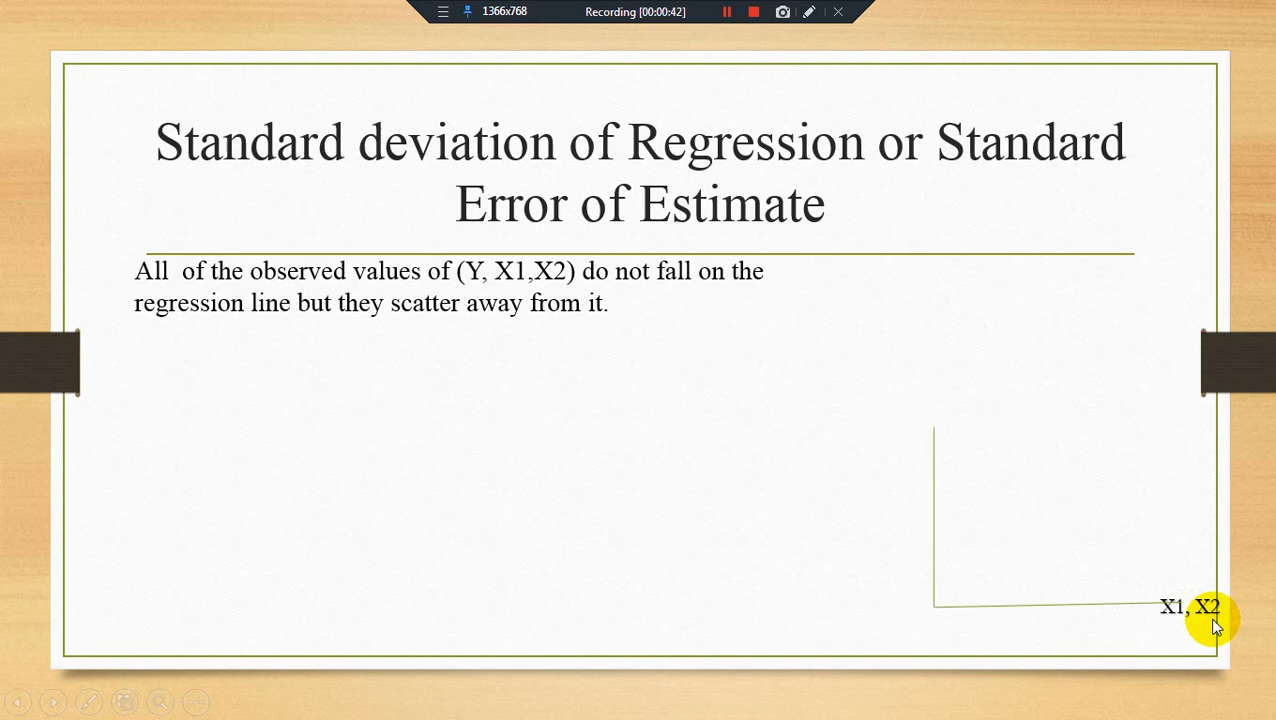 1366x768 Recording [00:00:42]
Standard deviation of Regression or Standard
Error of Estimate
All of the observed values of (Y, X1,X2) do not fall on the
regression line but they scatter away from it.
X1, X2